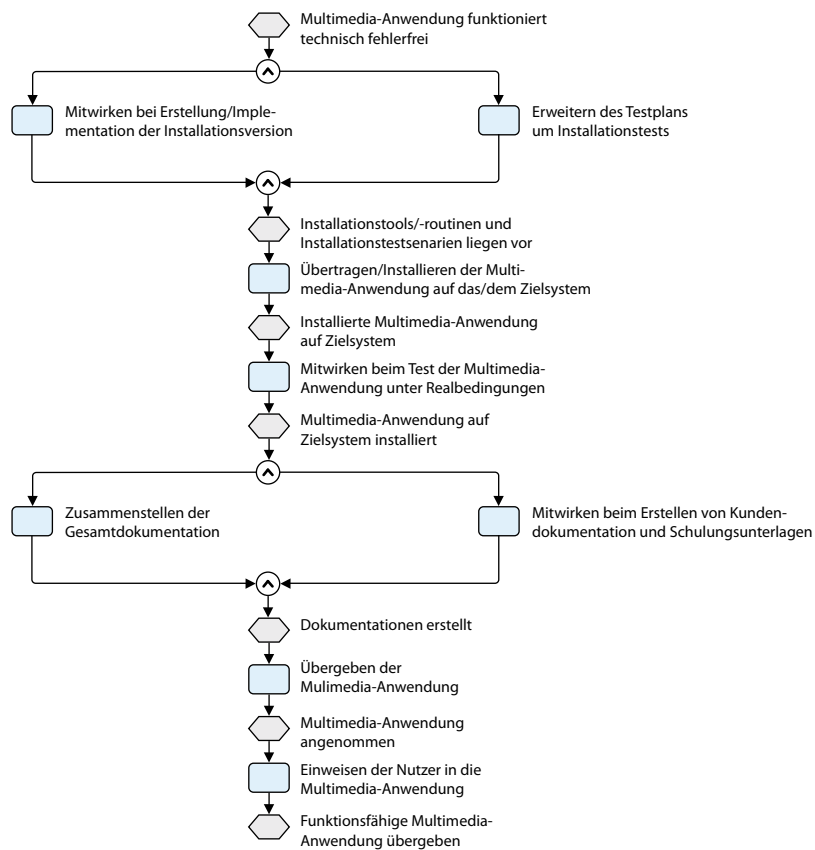 Multimedia-Anwendung funktioniert
technisch fehlerfrei
Mitwirken bei Erstellung/Imple-
mentation der Installationsversion
Erweitern des Testplans
um Installationstests
Installationstools/-routinen und
Installationstestsenarien liegen vor
Übertragen/Installieren der Multi-
media-Anwendung auf das/dem Zielsystem
Installierte Multimedia-Anwendung
auf Zielsystem
Mitwirken beim Test der Multimedia-
Anwendung unter Realbedingungen
Multimedia-Anwendung auf
Zielsystem installiert
Zusammenstellen der
Gesamtdokumentation
Mitwirken beim Erstellen von Kunden-
dokumentation und Schulungsunterlagen
Dokumentationen erstellt
Übergeben der
Mulimedia-Anwendung
Multimedia-Anwendung
angenommen
Einweisen der Nutzer in die
Multimedia-Anwendung
Funktionsfähige Multimedia-
Anwendung übergeben